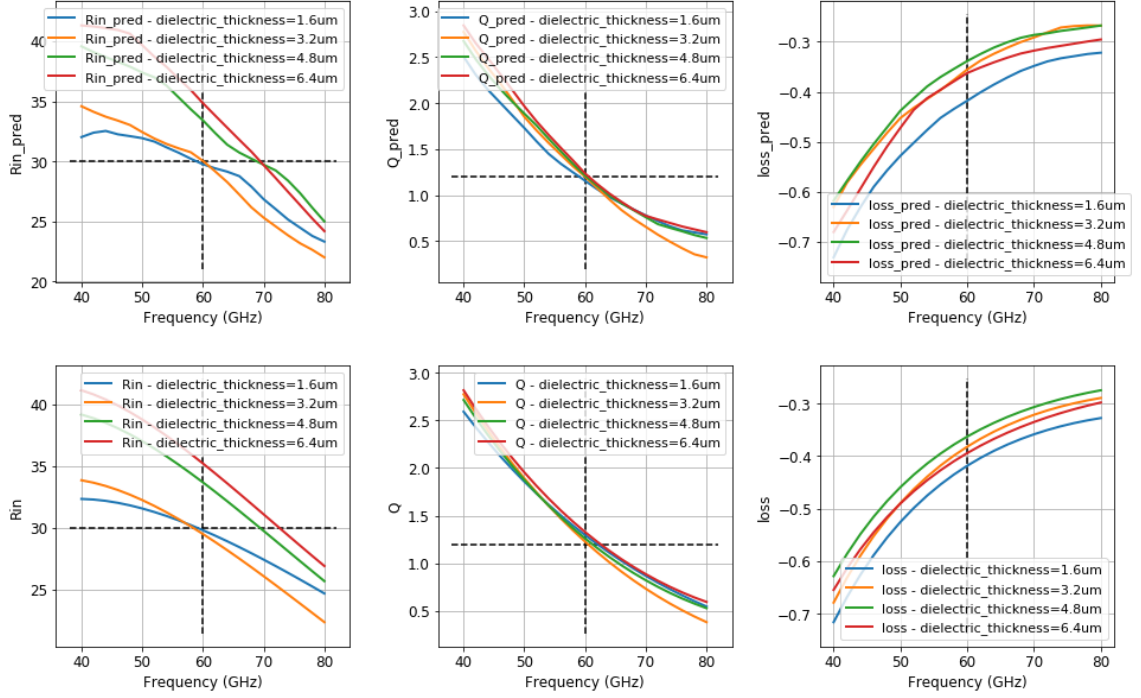 Rin_pred - dielectric_thickness=1.6um
Rin_pred - dielectric_thickness=3.2um
Rin_pred - dielectric_thickness=4.8um
Rin_pred - dielectric_thickness=6.4um
40
35
30
25
20
Rin_pred
40 50 60 70 80
Frequency (GHz)
Q_pred - dielectric_thickness=1.6um
Q_pred - dielectric_thickness=3.2um
Q_pred - dielectric_thickness=4.8um
Q_pred - dielectric_thickness=6.4um
3.0
2.5
2.0
1.5
1.0
0.5
Q_pred
40 50 60 70 80
Frequency (GHz)
−0.3
−0.4
−0.5
−0.6
−0.7
loss_pred
loss_pred - dielectric_thickness=1.6um
loss_pred - dielectric_thickness=3.2um
loss_pred - dielectric_thickness=4.8um
loss_pred - dielectric_thickness=6.4um
40 50 60 70 80
Frequency (GHz)
Rin - dielectric_thickness=1.6um
Rin - dielectric_thickness=3.2um
Rin - dielectric_thickness=4.8um
Rin - dielectric_thickness=6.4um
40
35
30
25
Rin
40 50 60 70 80
Frequency (GHz)
Q - dielectric_thickness=1.6um
Q - dielectric_thickness=3.2um
Q - dielectric_thickness=4.8um
Q - dielectric_thickness=6.4um
3.0
2.5
2.0
1.5
1.0
0.5
Q
40 50 60 70 80
Frequency (GHz)
−0.3
−0.4
−0.5
−0.6
−0.7
loss
loss - dielectric_thickness=1.6um
loss - dielectric_thickness=3.2um
loss - dielectric_thickness=4.8um
loss - dielectric_thickness=6.4um
40 50 60 70 80
Frequency (GHz)